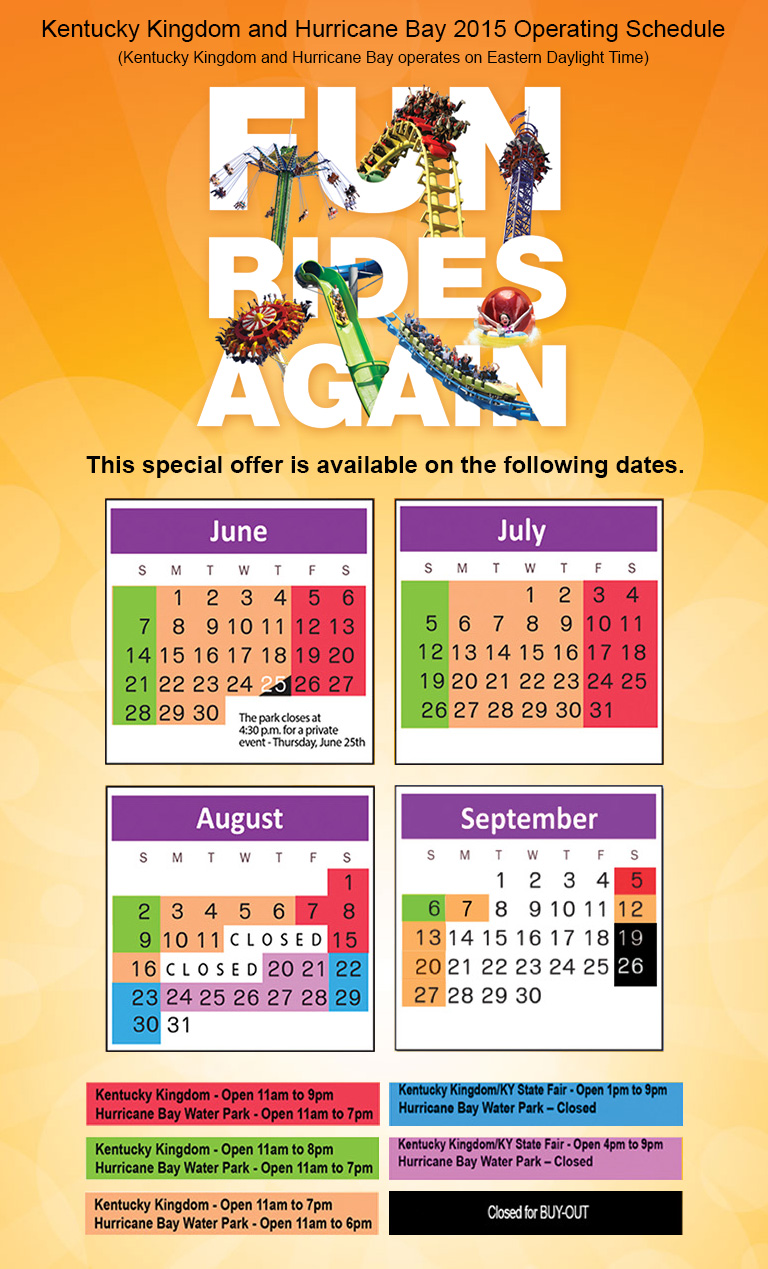 Kentucky Kingdom and Hurricane Bay 2015 Operating Schedule
(Kentucky Kingdom and Hurricane Bay operates on Eastern Daylight Time)
FUN
RIDES
AGAIN
This special offer is available on the following dates.
June
S M T W T F S
1 2 3 4 5 6
7 8 9 10 11 12 13
14 15 16 17 18 19 20
21 22 23 24 25 26 27
28 29 30
The park closes at
4:30 p.m. for a private
event - Thursday, June 25th
July
S M T W T F S
1 2 3 4
5 6 7 8 9 10 11
12 13 14 15 16 17 18
19 20 21 22 23 24 25
26 27 28 29 30 31
August
S M T W T F S
1
2 3 4 5 6 7 8
9 10 11 CLOSED 15
16 CLOSED 20 21 22
23 24 25 26 27 28 29
30 31
September
S M T W T F S
1 2 3 4 5
6 7 8 9 10 11 12
13 14 15 16 17 18 19
20 21 22 23 24 25 26
27 28 29 30
Kentucky Kingdom - Open 11am to 9pm
Hurricane Bay Water Park - Open 11am to 7pm
Kentucky Kingdom - Open 11am to 8pm
Hurricane Bay Water Park - Open 11am to 7pm
Kentucky Kingdom - Open 11am to 7pm
Hurricane Bay Water Park - Open 11am to 6pm
Kentucky Kingdom/KY State Fair - Open 1pm to 9pm
Hurricane Bay Water Park – Closed
Kentucky Kingdom/KY State Fair - Open 4pm to 9pm
Hurricane Bay Water Park – Closed
Closed for BUY-OUT